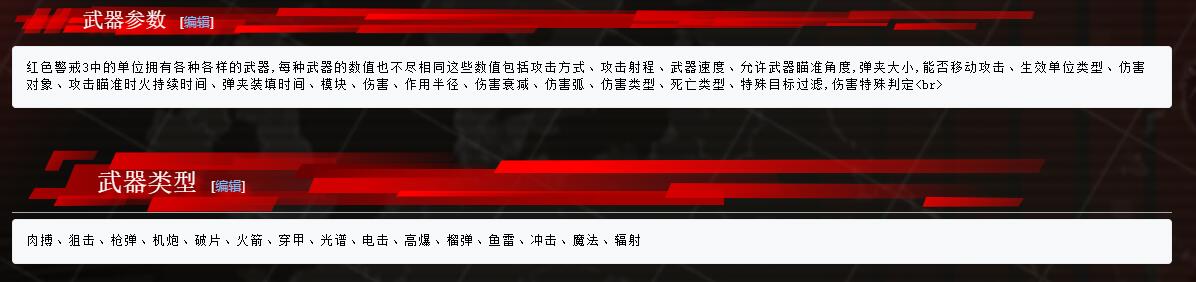 武器参数 [编辑]
红色警戒3中的单位拥有各种各样的武器,每种武器的数值也不尽相同这些数值包括攻击方式、攻击射程、武器速度、允许武器瞄准角度,弹夹大小,能否移动攻击、生效单位类型、伤害
对象、攻击瞄准时火持续时间、弹夹装填时间、模块、伤害、作用半径、伤害衰减、伤害弧、伤害类型、死亡类型、特殊目标过滤,伤害特殊判定<br>
武器类型 [编辑]
肉搏、狙击、枪弹、机炮、破片、火箭、穿甲、光谱、电击、高爆、榴弹、鱼雷、冲击、魔法、辐射